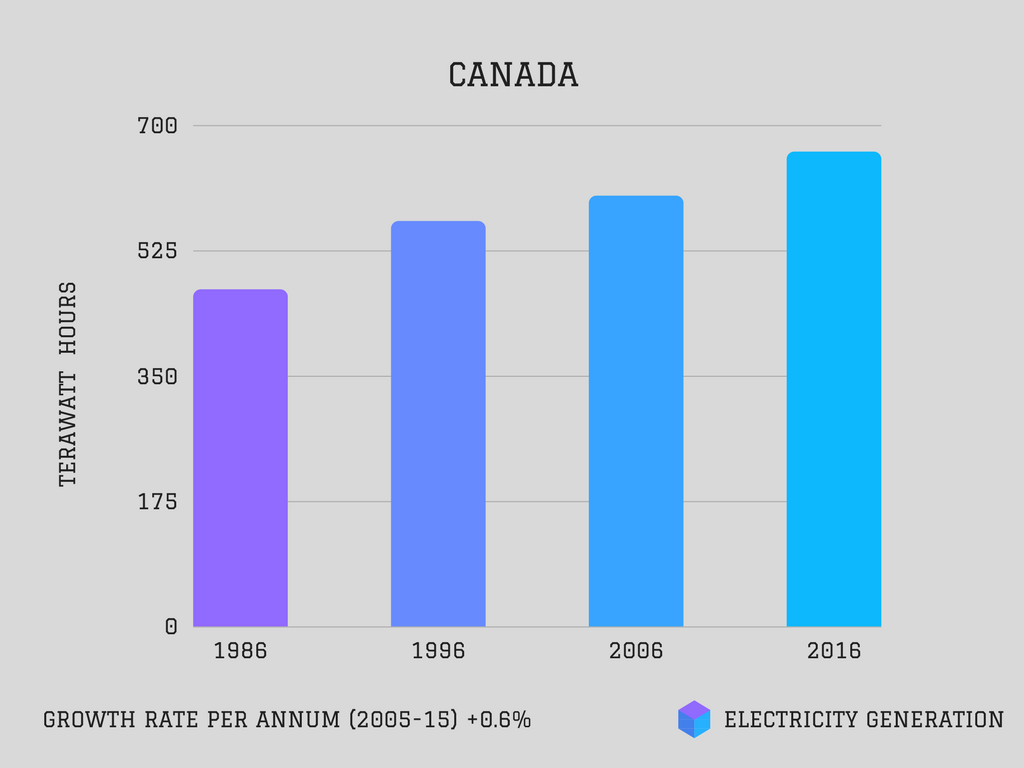 CANADA
700
525
350
175
0
TERAWATT HOURS
1986 1996 2006 2016
GROWTH RATE PER ANNUM (2005-15) +0.6%
ELECTRICITY GENERATION